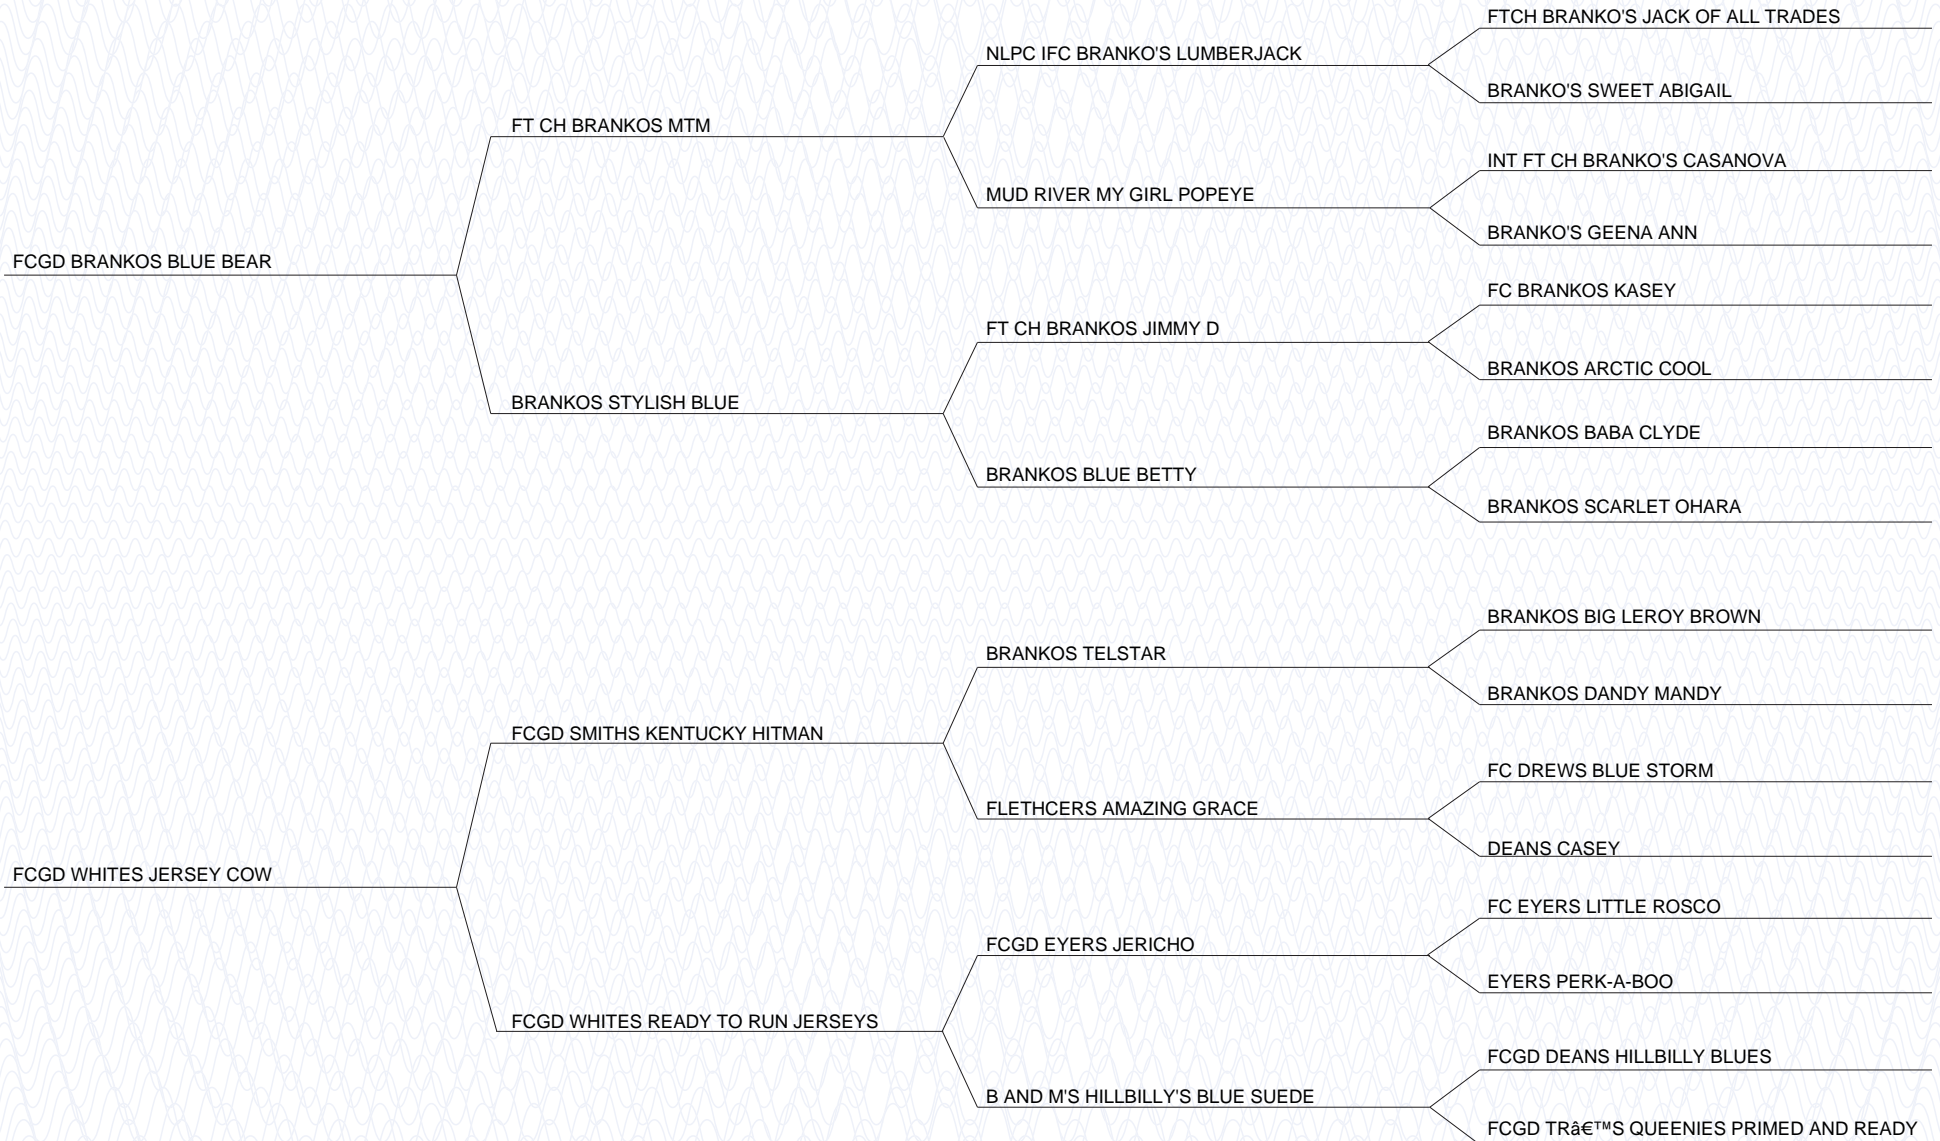 FCGD BRANKOS BLUE BEAR
FT CH BRANKOS MTM
NLPC IFC BRANKO'S LUMBERJACK
FTCH BRANKO'S JACK OF ALL TRADES
BRANKO'S SWEET ABIGAIL
MUD RIVER MY GIRL POPEYE
INT FT CH BRANKO'S CASANOVA
BRANKO'S GEENA ANN
BRANKOS STYLISH BLUE
FT CH BRANKOS JIMMY D
FC BRANKOS KASEY
BRANKOS ARCTIC COOL
BRANKOS BLUE BETTY
BRANKOS BABA CLYDE
BRANKOS SCARLET OHARA
FCGD WHITES JERSEY COW
FCGD SMITHS KENTUCKY HITMAN
BRANKOS TELSTAR
BRANKOS BIG LEROY BROWN
BRANKOS DANDY MANDY
FLETHCERS AMAZING GRACE
FC DREWS BLUE STORM
DEANS CASEY
FCGD WHITES READY TO RUN JERSEYS
FCGD EYERS JERICHO
FC EYERS LITTLE ROSCO
EYERS PERK-A-BOO
B AND M'S HILLBILLY'S BLUE SUEDE
FCGD DEANS HILLBILLY BLUES
FCGD TRâ€™S QUEENIES PRIMED AND READY